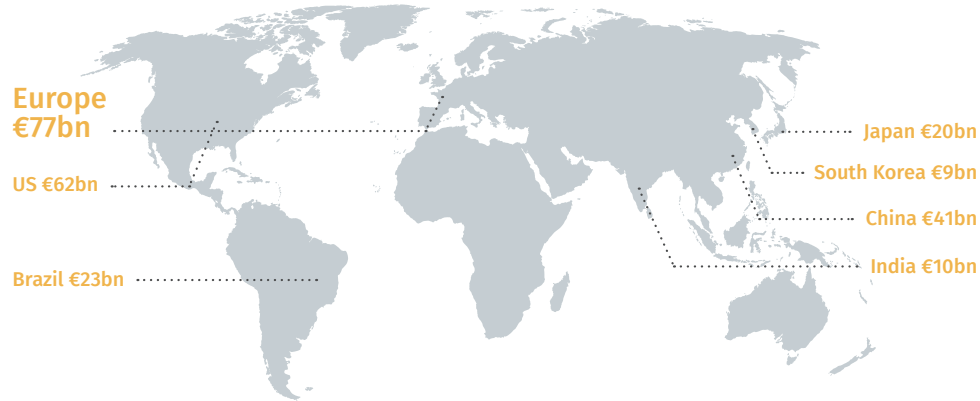 Europe
€77bn
US €62bn
Brazil €23bn
Japan €20bn
South Korea €9bn
China €41bn
India €10bn